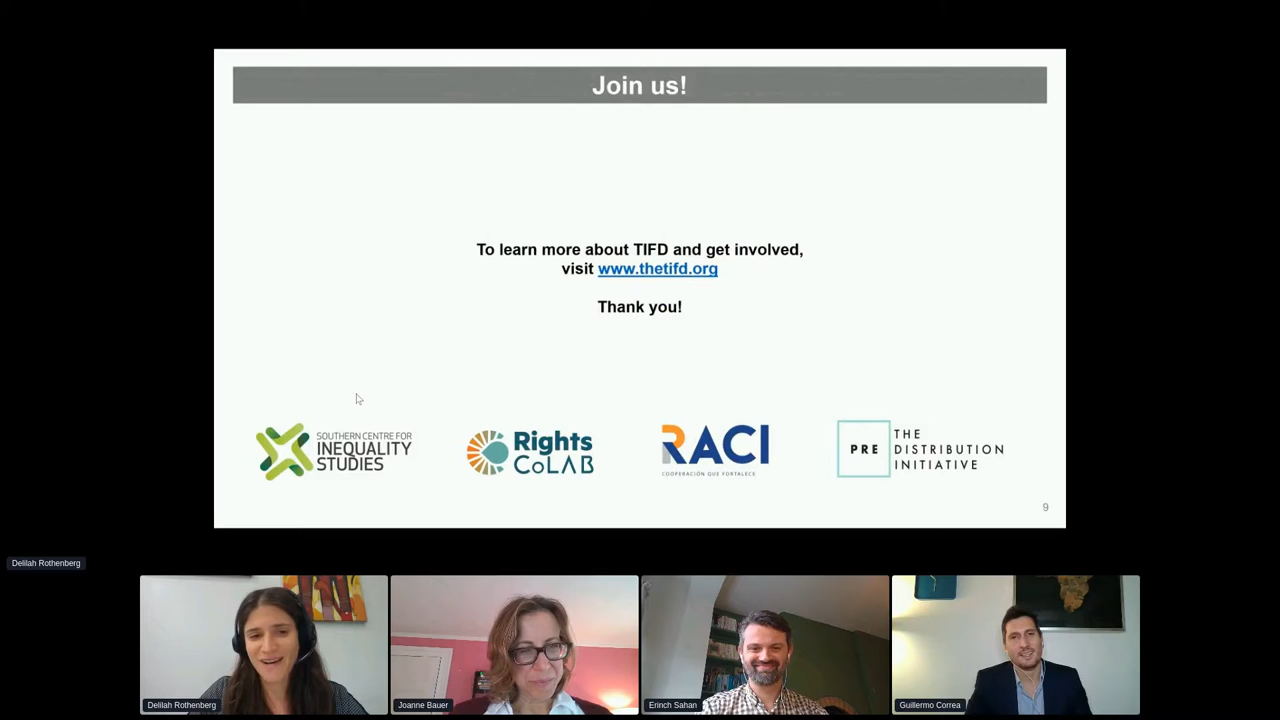 Join us!
To learn more about TIFD and get involved,
visit www.thetifd.org
Thank you!
SOUTHERN CENTRE FOR
INEQUALITY
STUDIES
Rights
CoLAB
RACI
COOPERACIÓN QUE FORTALECE
PRE
THE
DISTRIBUTION
INITIATIVE
9
Delilah Rothenberg
Delilah Rothenberg
Joanne Bauer
Erinch Sahan
Guillermo Correa